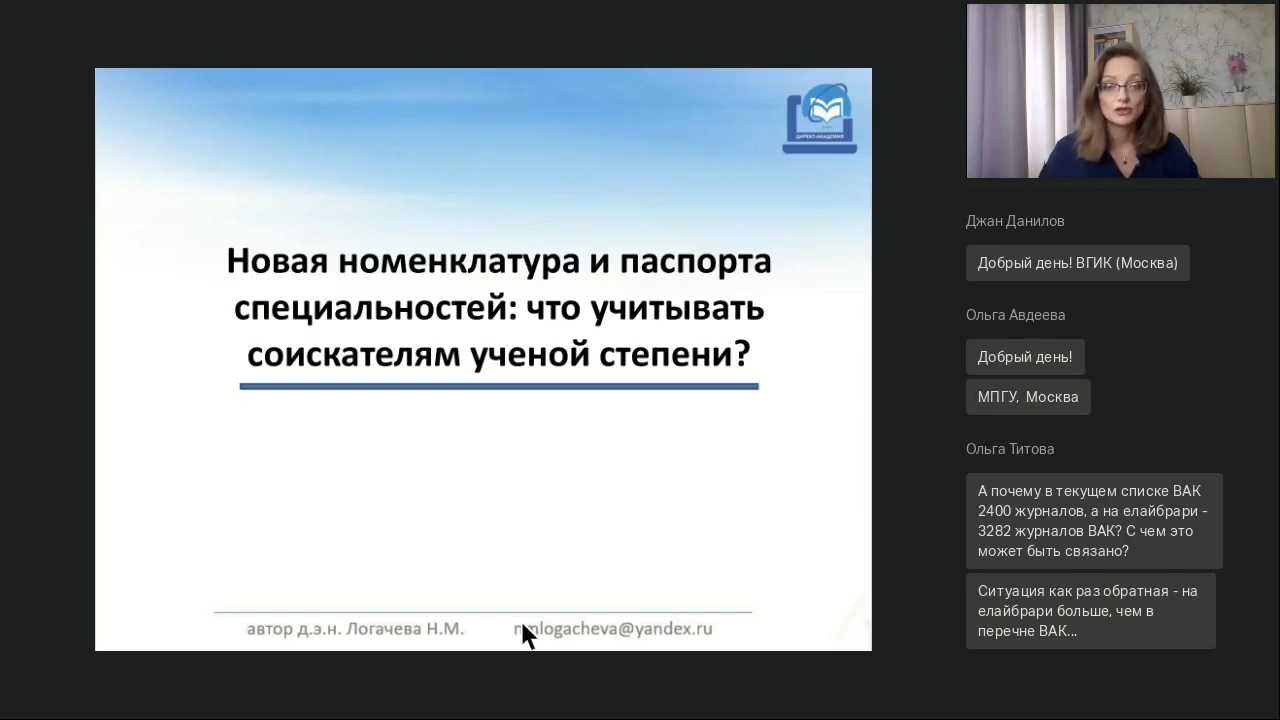 ДИРЕКТ-АКАДЕМИЯ
Новая номенклатура и паспорта
специальностей: что учитывать
соискателям ученой степени?
автор д.э.н. Логачева Н.М. nmlogacheva@yandex.ru
Джан Данилов
Добрый день! ВГИК (Москва)
Ольга Авдеева
Добрый день!
МПГУ, Москва
Ольга Титова
А почему в текущем списке ВАК
2400 журналов, а на елайбрари -
3282 журналов ВАК? С чем это
может быть связано?
Ситуация как раз обратная - на
елайбрари больше, чем в
перечне ВАК...